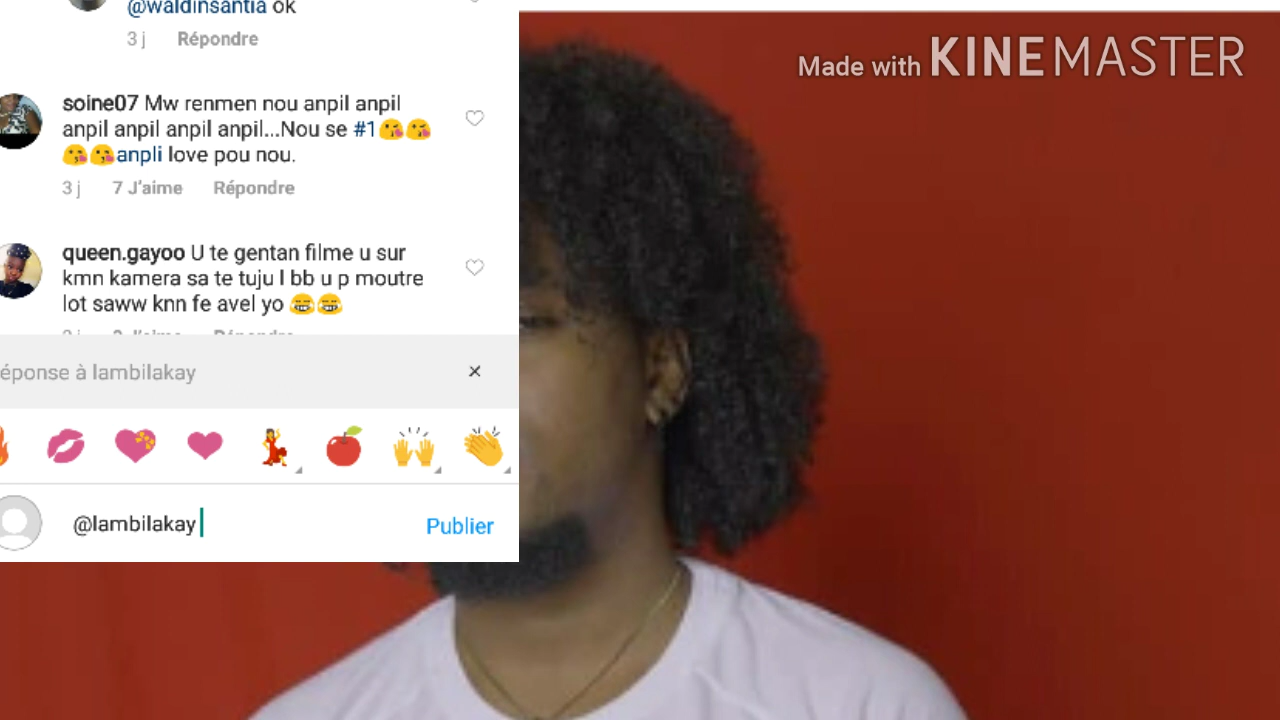 @waldinsantia ok
3 j Répondre
Made with KINEMASTER
soine07 Mw renmen nou anpil anpil
anpil anpil anpil anpil...Nou se #1😘😘
😘😘anpli love pou nou.
3 j 7 J'aime Répondre
queen.gayoo U te gentan filme u sur
kmn kamera sa te tuju l bb u p moutre
lot saww knn fe avel yo 😂😂
J'aime Répondre
éponse à lambilakay ×
@lambilakay Publier